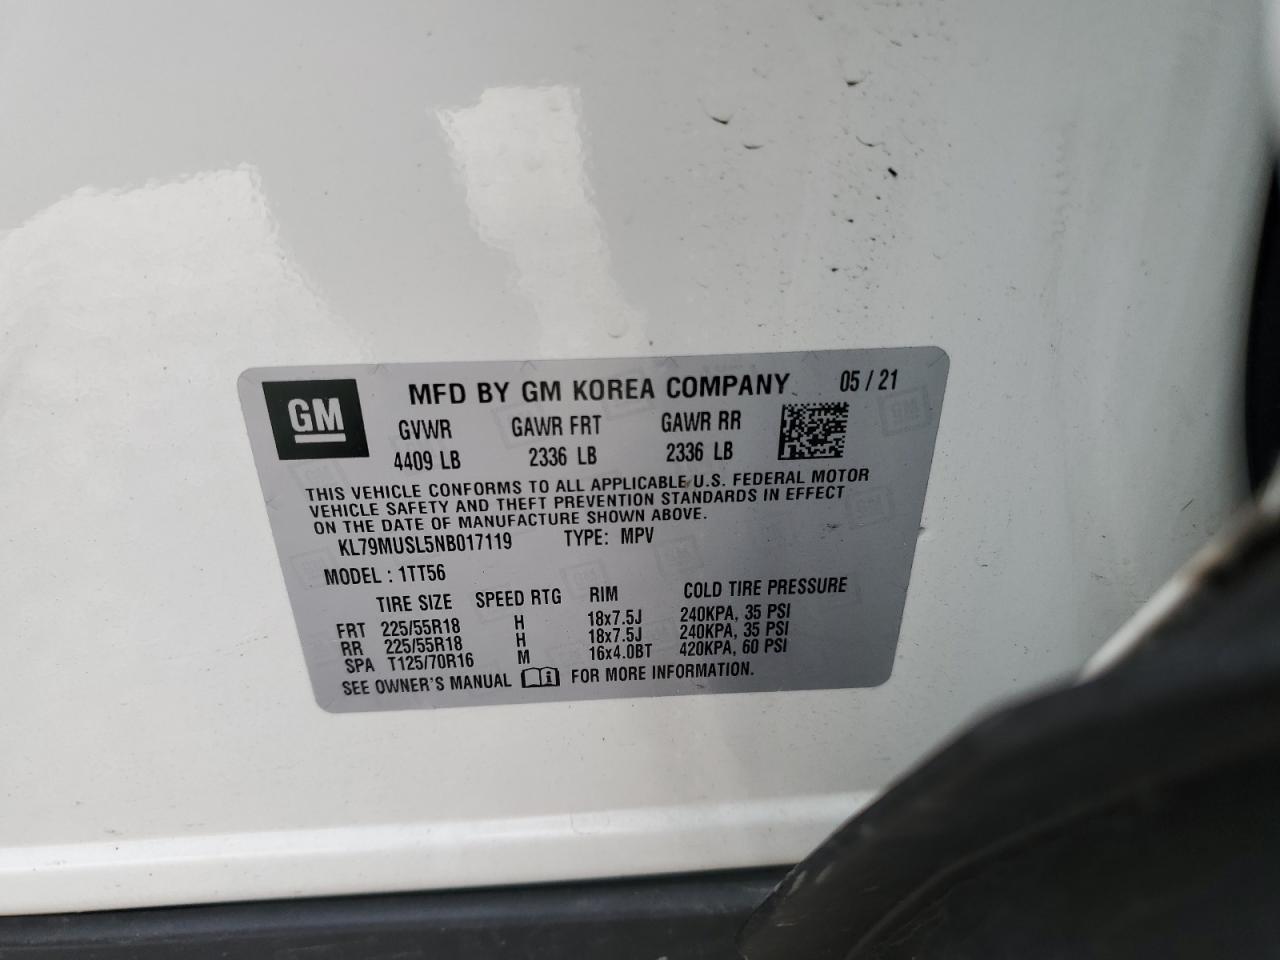 GM MFD BY GM KOREA COMPANY 05 / 21
GVWR GAWR FRT GAWR RR
4409 LB 2336 LB 2336 LB
THIS VEHICLE CONFORMS TO ALL APPLICABLE U.S. FEDERAL MOTOR
VEHICLE SAFETY AND THEFT PREVENTION STANDARDS IN EFFECT
ON THE DATE OF MANUFACTURE SHOWN ABOVE.
KL79MUSL5NB017119 TYPE: MPV
MODEL : 1TT56
TIRE SIZE SPEED RTG RIM COLD TIRE PRESSURE
FRT 225/55R18 H 18x7.5J 240KPA, 35 PSI
RR 225/55R18 H 18x7.5J 240KPA, 35 PSI
SPA T125/70R16 M 16x4.0BT 420KPA, 60 PSI
SEE OWNER'S MANUAL FOR MORE INFORMATION.